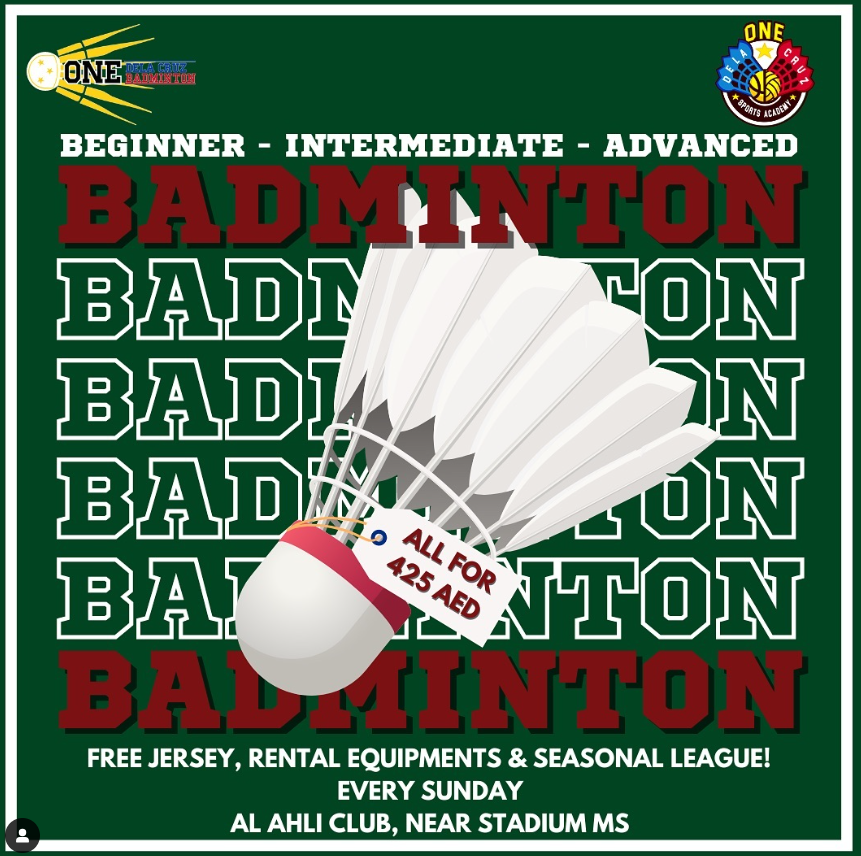 ONE DELA CRUZ
BADMINTON
ONE
DELA CRUZ
SPORTS ACADEMY
BEGINNER - INTERMEDIATE - ADVANCED
BADMINTON
BADMINTON
BADMINTON
BADMINTON
ALL FOR
425 AED
BADMINTON
BADMINTON
FREE JERSEY, RENTAL EQUIPMENTS & SEASONAL LEAGUE!
EVERY SUNDAY
AL AHLI CLUB, NEAR STADIUM MS